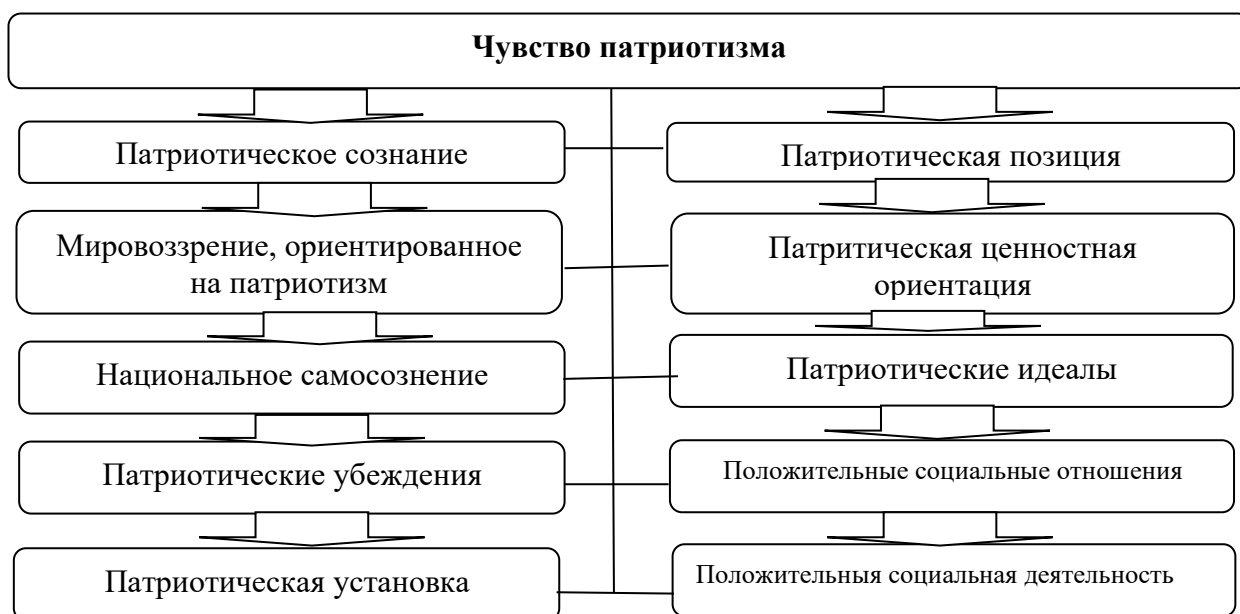 Чувство патриотизма
Патриотическое сознание
Патриотическая позиция
Мировоззрение, ориентированное
на патриотизм
Патритическая ценностная
ориентация
Национальное самосознение
Патриотические идеалы
Патриотические убеждения
Положительные социальные отношения
Патриотическая установка
Положительныя социальная деятельность